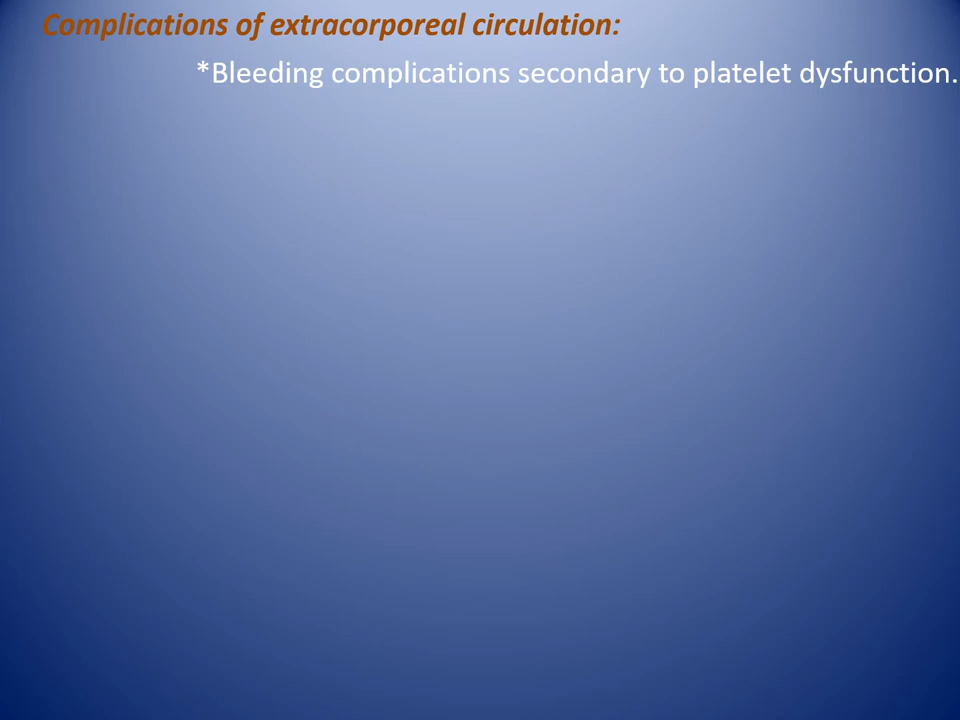 Complications of extracorporeal circulation:
*Bleeding complications secondary to platelet dysfunction.